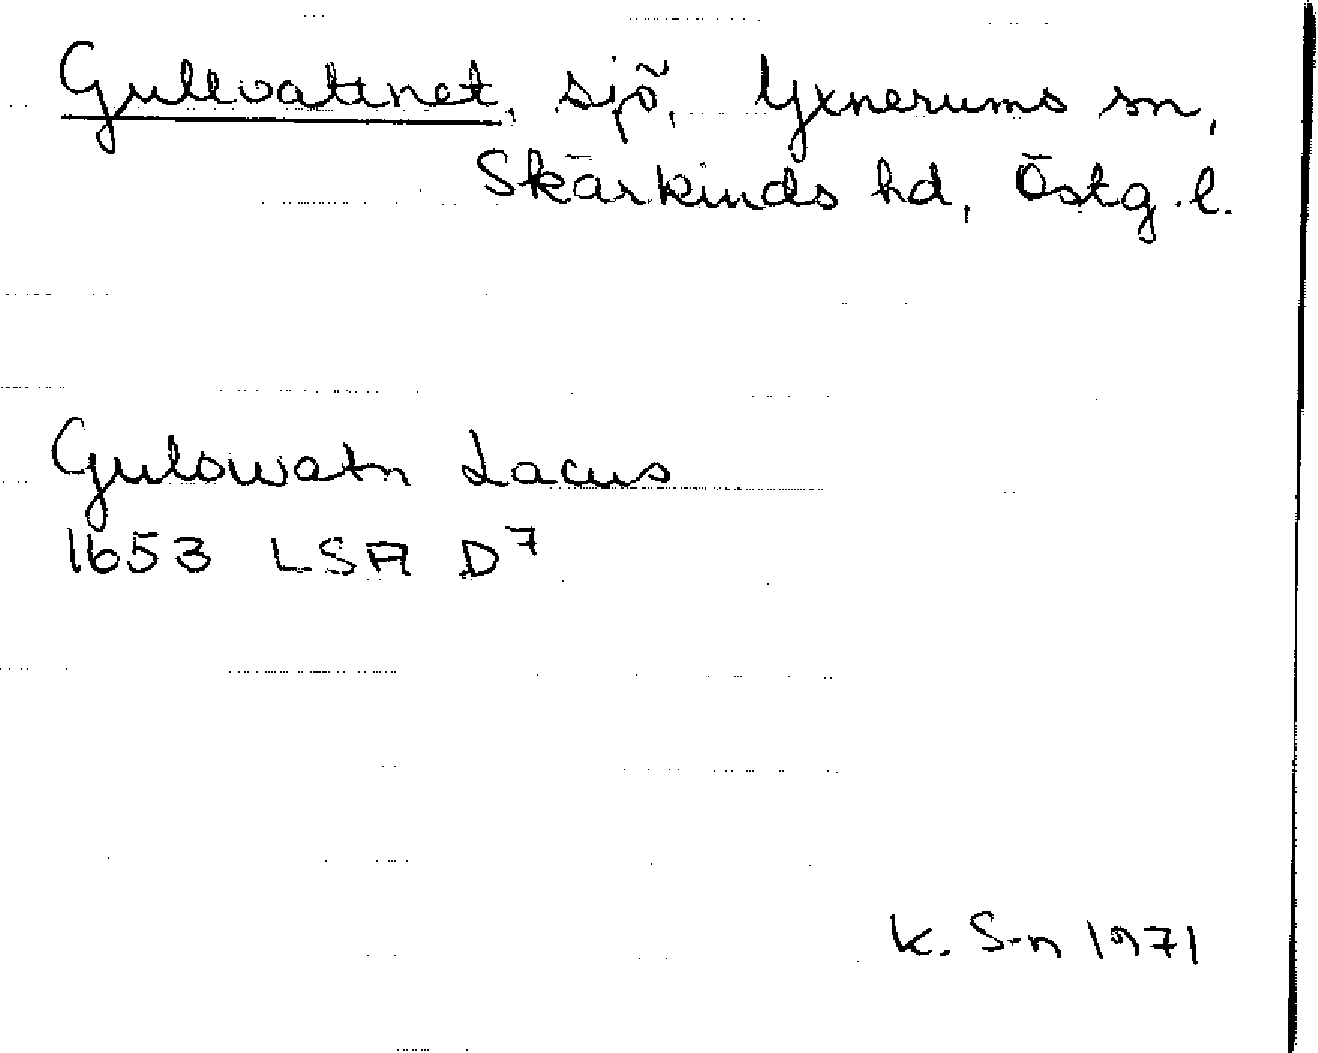 Gullvattnet, sjö, Yxnerums sn,
Skärkinds hd, Östg.l.
Gulowatn Lacus
1653 LSA D7
K. S-n 1971